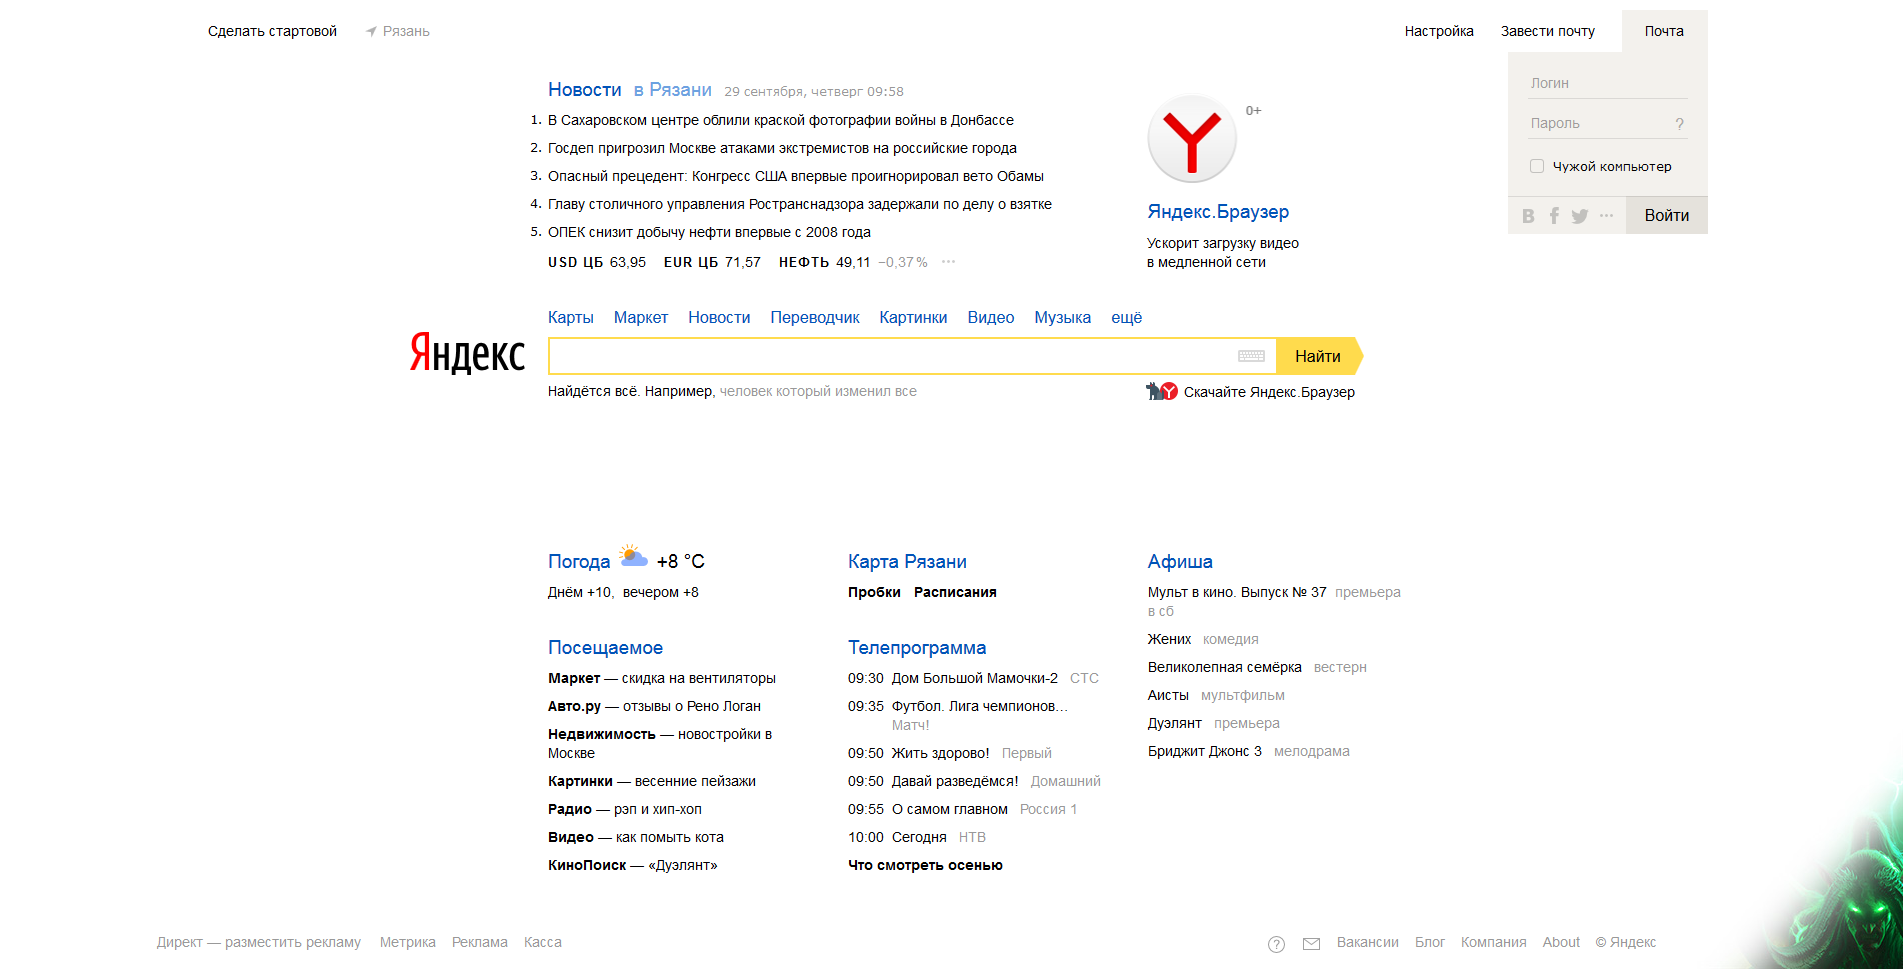 Сделать стартовой Рязань Настройка Завести почту Почта
Новости в Рязани 29 сентября, четверг 09:58
1. В Сахаровском центре облили краской фотографии войны в Донбассе
2. Госдеп пригрозил Москве атаками экстремистов на российские города
3. Опасный прецедент: Конгресс США впервые проигнорировал вето Обамы
4. Главу столичного управления Ространснадзора задержали по делу о взятке
5. ОПЕК снизит добычу нефти впервые с 2008 года
USD ЦБ 63,95 EUR ЦБ 71,57 НЕФТЬ 49,11 −0,37% ···
0+
Яндекс.Браузер
Ускорит загрузку видео
в медленной сети
Логин
Пароль ?
Чужой компьютер
В f ··· Войти
Карты Маркет Новости Переводчик Картинки Видео Музыка ещё
Яндекс Найти
Найдётся всё. Например, человек который изменил все
Скачайте Яндекс.Браузер
Погода +8 °C
Днём +10, вечером +8
Карта Рязани
Пробки Расписания
Афиша
Мульт в кино. Выпуск № 37 премьера
в сб
Жених комедия
Великолепная семёрка вестерн
Аисты мультфильм
Дуэлянт премьера
Бриджит Джонс 3 мелодрама
Посещаемое
Маркет — скидка на вентиляторы
Авто.ру — отзывы о Рено Логан
Недвижимость — новостройки в
Москве
Картинки — весенние пейзажи
Радио — рэп и хип-хоп
Видео — как помыть кота
КиноПоиск — «Дуэлянт»
Телепрограмма
09:30 Дом Большой Мамочки-2 СТС
09:35 Футбол. Лига чемпионов…
Матч!
09:50 Жить здорово! Первый
09:50 Давай разведёмся! Домашний
09:55 О самом главном Россия 1
10:00 Сегодня НТВ
Что смотреть осенью
Директ — разместить рекламу Метрика Реклама Касса ? Вакансии Блог Компания About © Яндекс